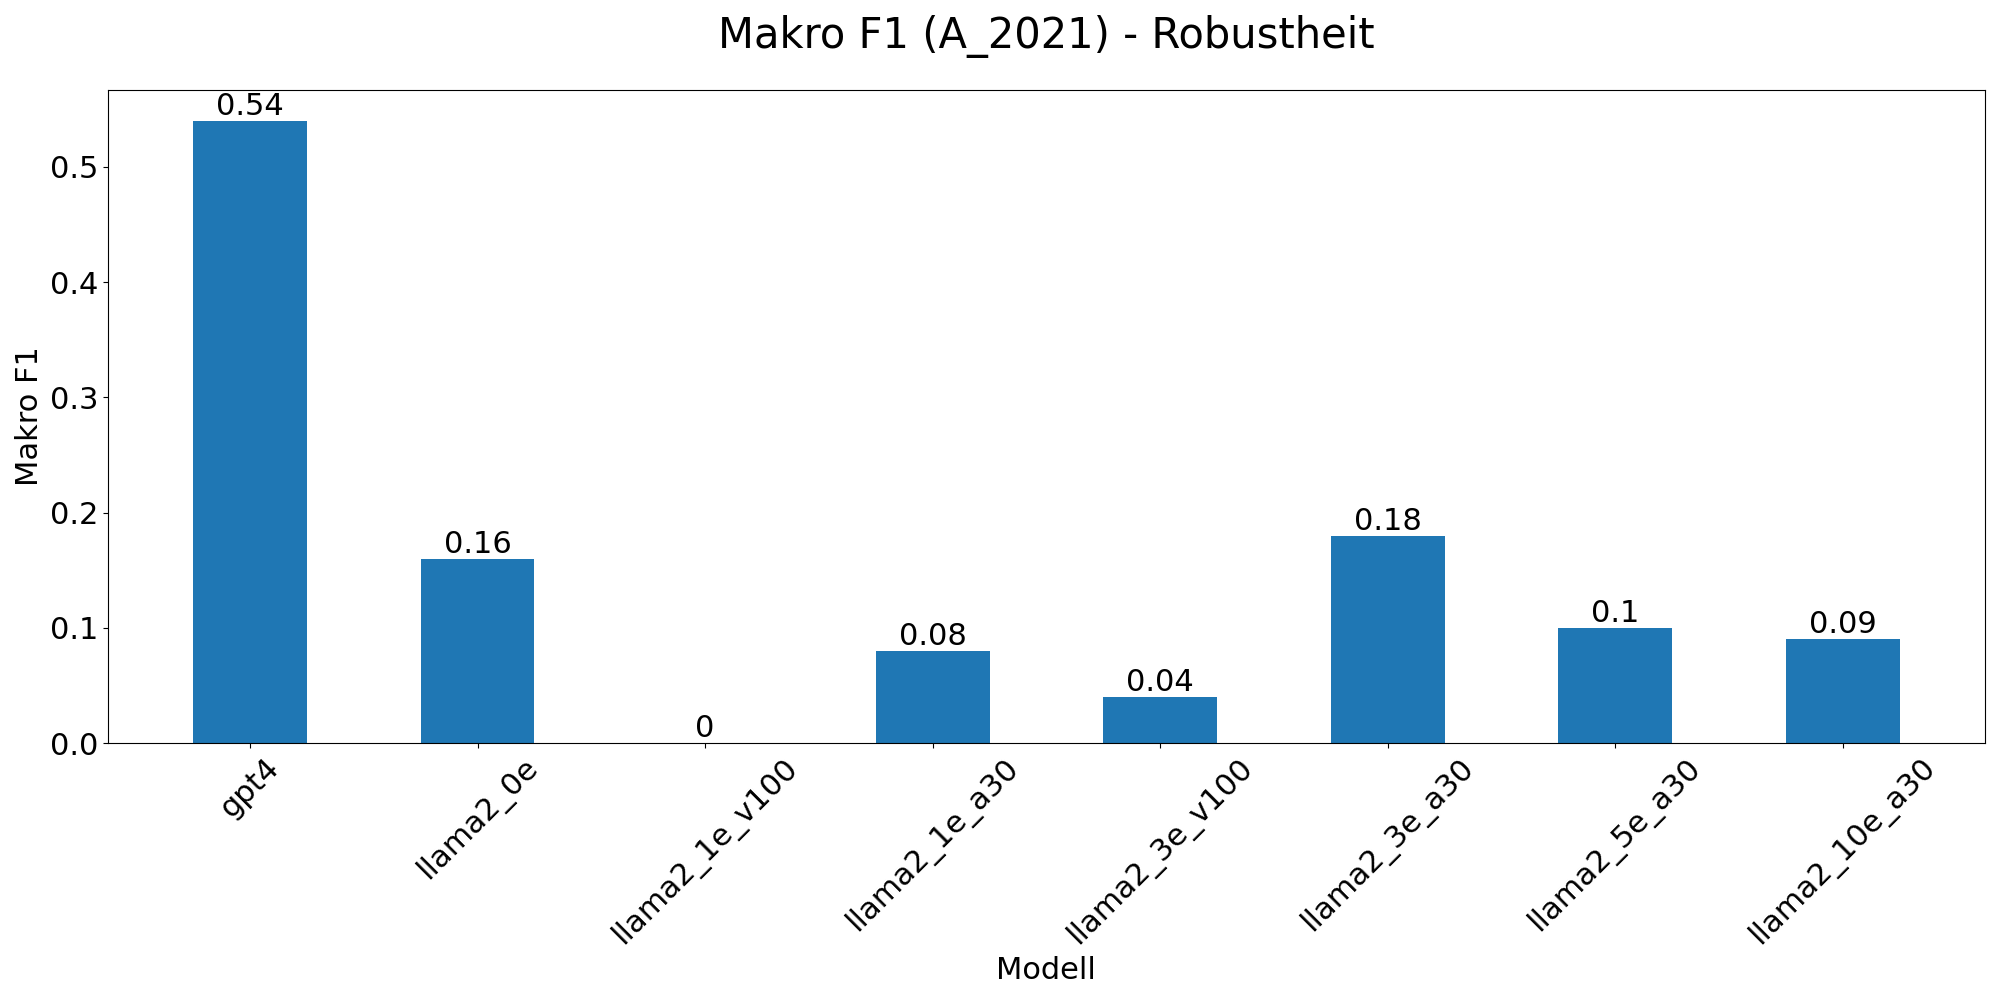 Makro F1 (A_2021) - Robustheit
Makro F1
0.5
0.4
0.3
0.2
0.1
0.0
0.54
0.16
0
0.08
0.04
0.18
0.1
0.09
gpt4
llama2_0e
llama2_1e_v100
llama2_1e_a30
llama2_3e_v100
llama2_3e_a30
llama2_5e_a30
llama2_10e_a30
Modell